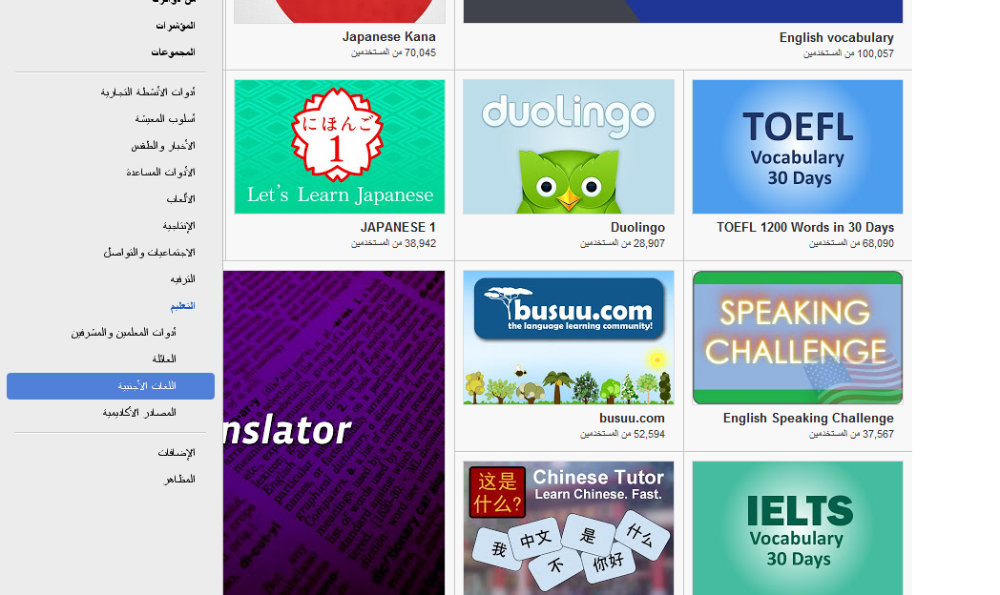 من جوجل
المؤشرات
المجموعات
أدوات الأنشطة التجارية
أسلوب المعيشة
الأخبار والطقس
الأدوات المساعدة
الألعاب
الإنتاجية
الاجتماعيات والتواصل
الترفيه
التعليم
أدوات المعلمين والمشرفين
العائلة
اللغات الأجنبية
المصادر الأكاديمية
الإضافات
المظاهر
English vocabulary
100,057 من المستخدمين
Japanese Kana
70,045 من المستخدمين
TOEFL
Vocabulary
30 Days
TOEFL 1200 Words in 30 Days
68,090 من المستخدمين
duolingo
Duolingo
28,907 من المستخدمين
にほんご
1
Let's Learn Japanese
JAPANESE 1
38,942 من المستخدمين
SPEAKING
CHALLENGE
English Speaking Challenge
37,567 من المستخدمين
busuu.com
the language learning community!
busuu.com
52,594 من المستخدمين
nslator
IELTS
Vocabulary
30 Days
这是
什么?
Chinese Tutor
Learn Chinese. Fast.
我
中文
是
什么
不
你好